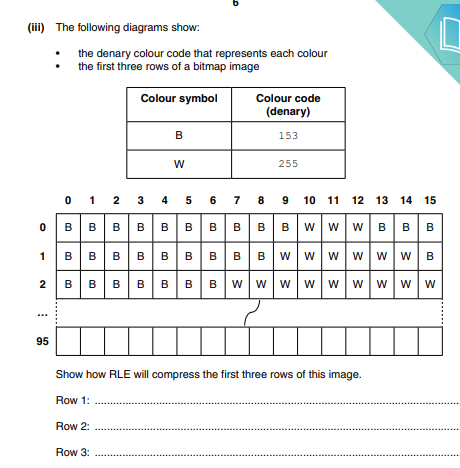 6
(iii) The following diagrams show:
• the denary colour code that represents each colour
• the first three rows of a bitmap image
Colour symbol Colour code (denary)
B 153
W 255
0 1 2 3 4 5 6 7 8 9 10 11 12 13 14 15
0 B B B B B B B B B B W W W B B B
1 B B B B B B B B B W W W W W W B
2 B B B B B B B W W W W W W W W W
...
95
Show how RLE will compress the first three rows of this image.
Row 1: ....................................................................................................
Row 2: ....................................................................................................
Row 3: ....................................................................................................